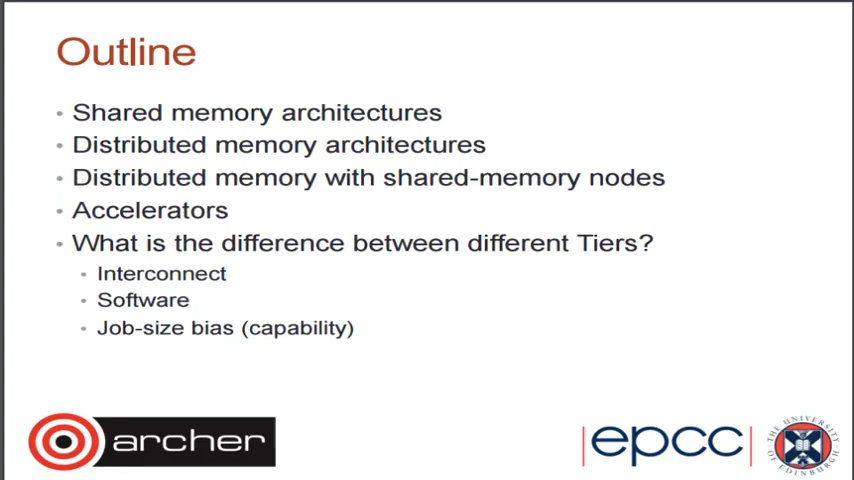 Outline
• Shared memory architectures
• Distributed memory architectures
• Distributed memory with shared-memory nodes
• Accelerators
• What is the difference between different Tiers?
• Interconnect
• Software
• Job-size bias (capability)
archer
|epcc|
THE UNIVERSITY OF EDINBURGH